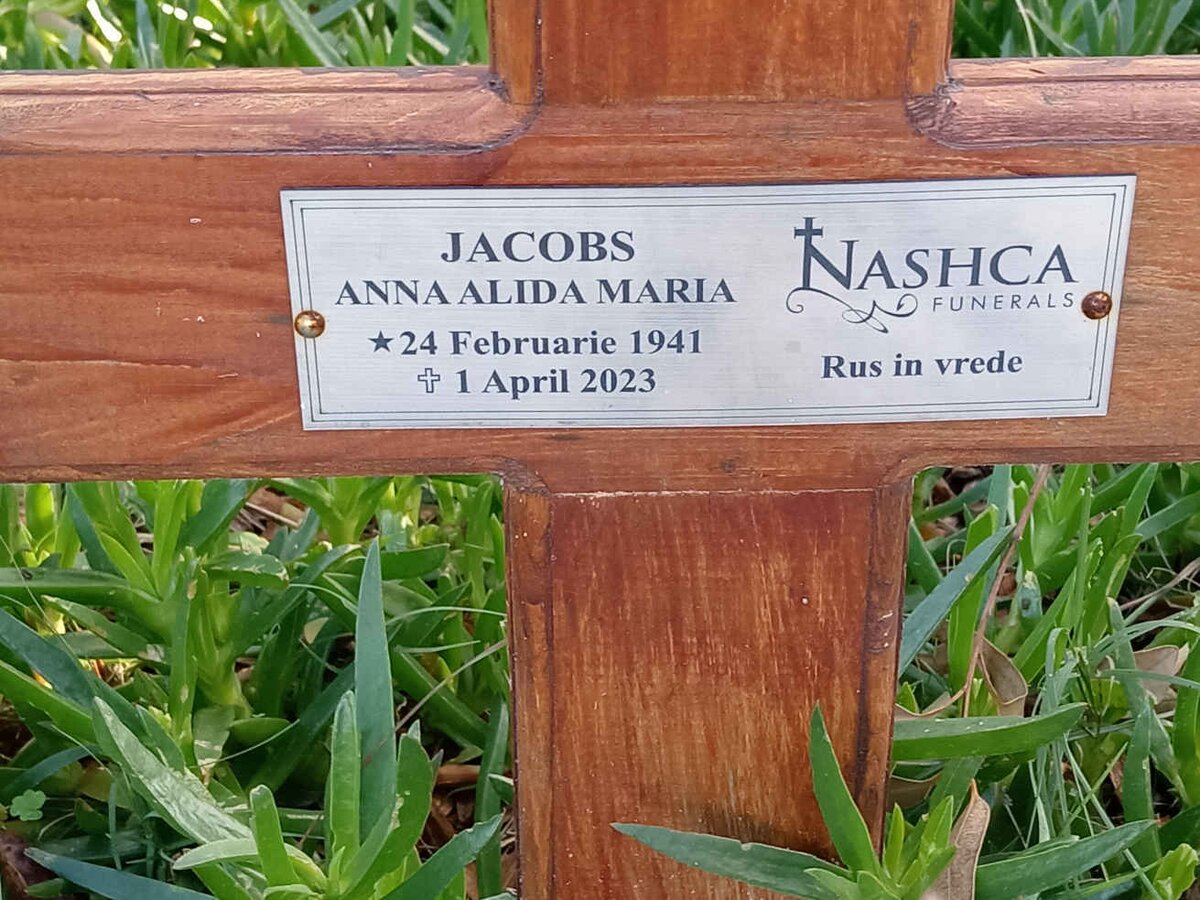 JACOBS
ANNA ALIDA MARIA
★24 Februarie 1941
✞ 1 April 2023
NASHCA
FUNERALS
Rus in vrede